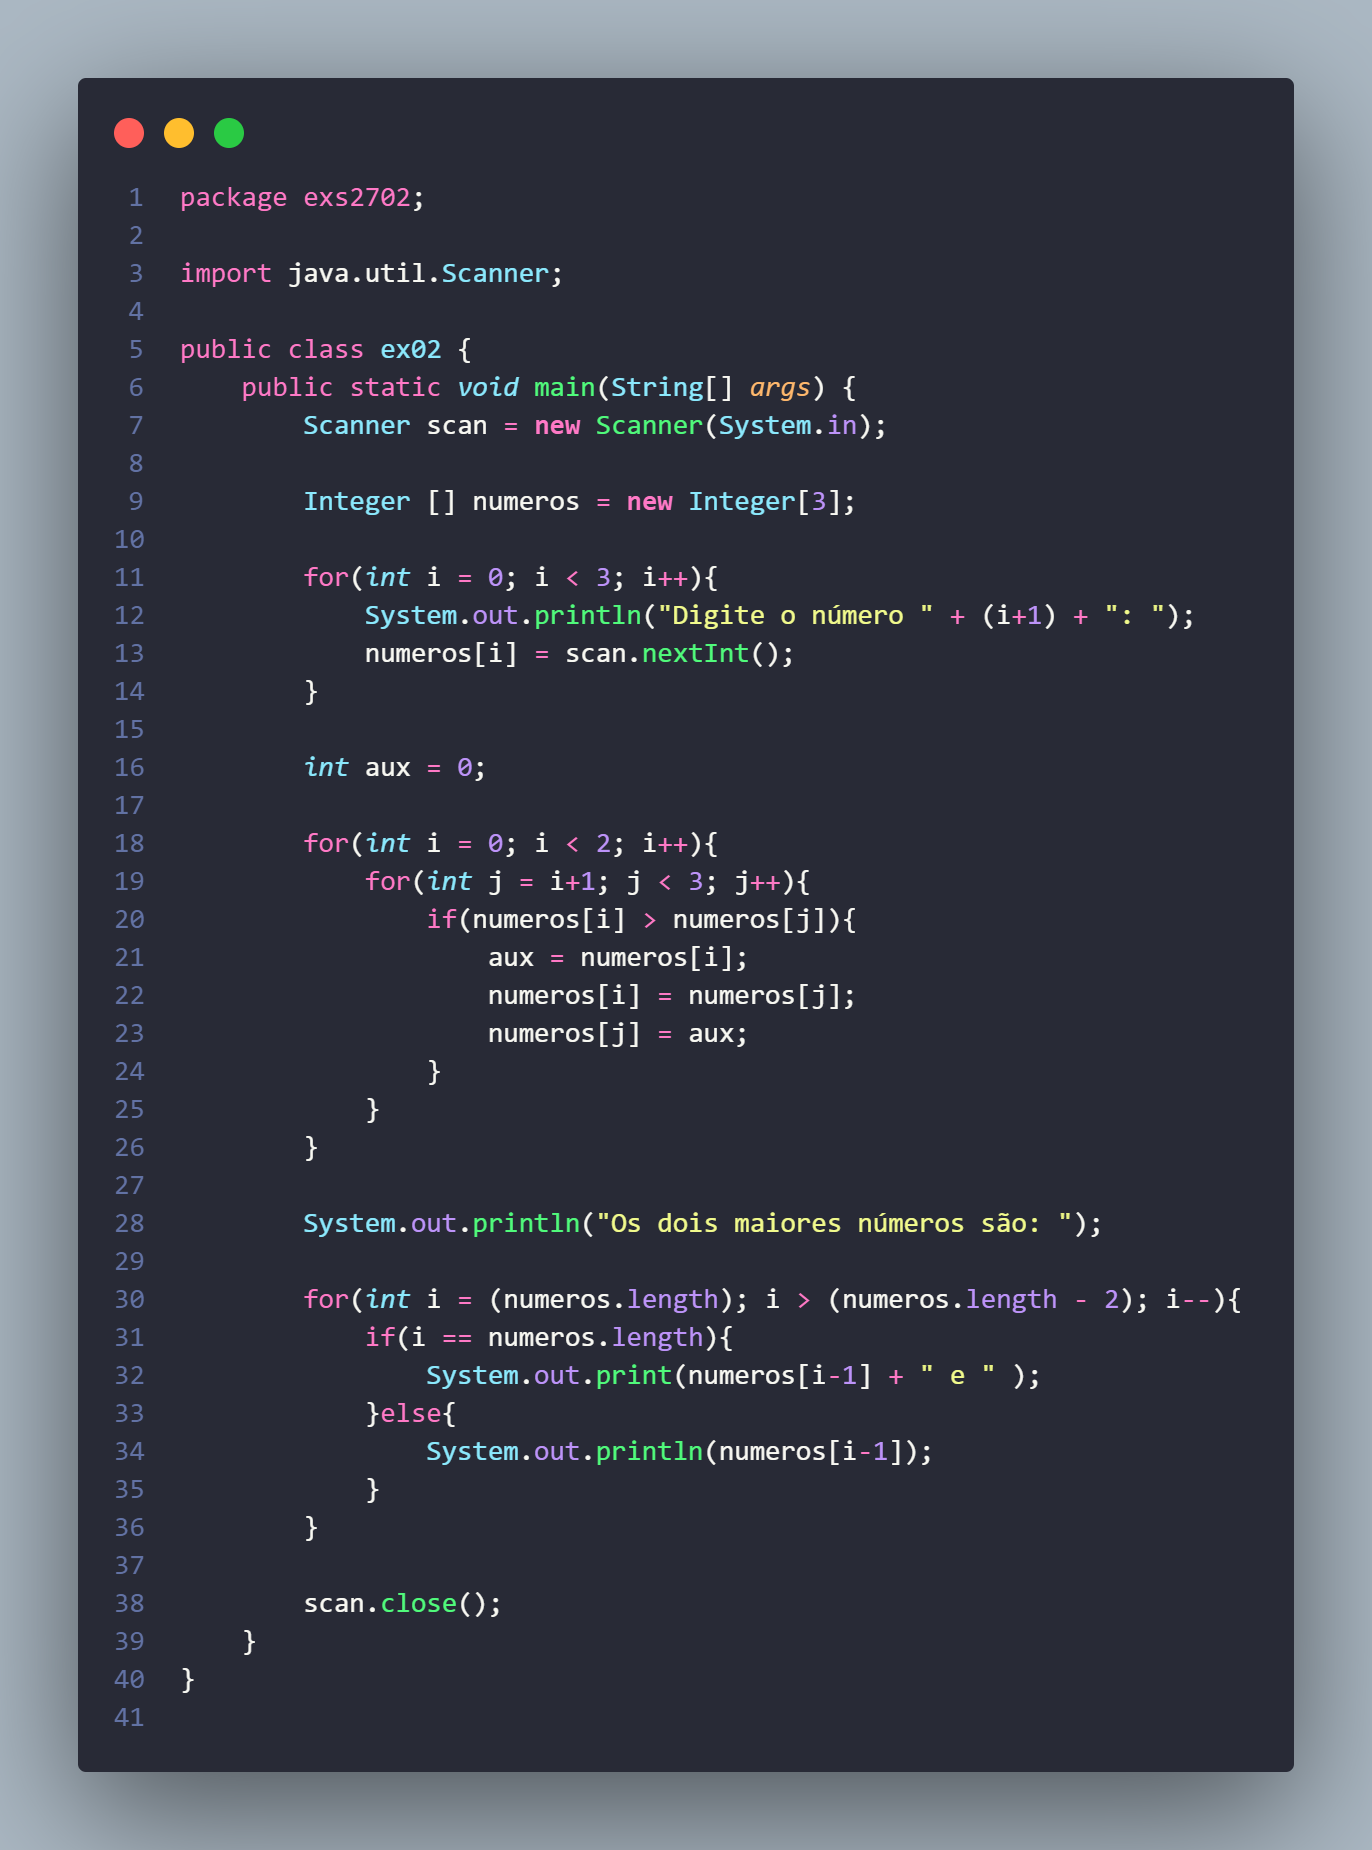 1 package exs2702;
2
3 import java.util.Scanner;
4
5 public class ex02 {
6     public static void main(String[] args) {
7         Scanner scan = new Scanner(System.in);
8
9         Integer [] numeros = new Integer[3];
10
11         for(int i = 0; i < 3; i++){
12             System.out.println("Digite o número " + (i+1) + ": ");
13             numeros[i] = scan.nextInt();
14         }
15
16         int aux = 0;
17
18         for(int i = 0; i < 2; i++){
19             for(int j = i+1; j < 3; j++){
20                 if(numeros[i] > numeros[j]){
21                     aux = numeros[i];
22                     numeros[i] = numeros[j];
23                     numeros[j] = aux;
24                 }
25             }
26         }
27
28         System.out.println("Os dois maiores números são: ");
29
30         for(int i = (numeros.length); i > (numeros.length - 2); i--){
31             if(i == numeros.length){
32                 System.out.print(numeros[i-1] + " e " );
33             }else{
34                 System.out.println(numeros[i-1]);
35             }
36         }
37
38         scan.close();
39     }
40 }
41